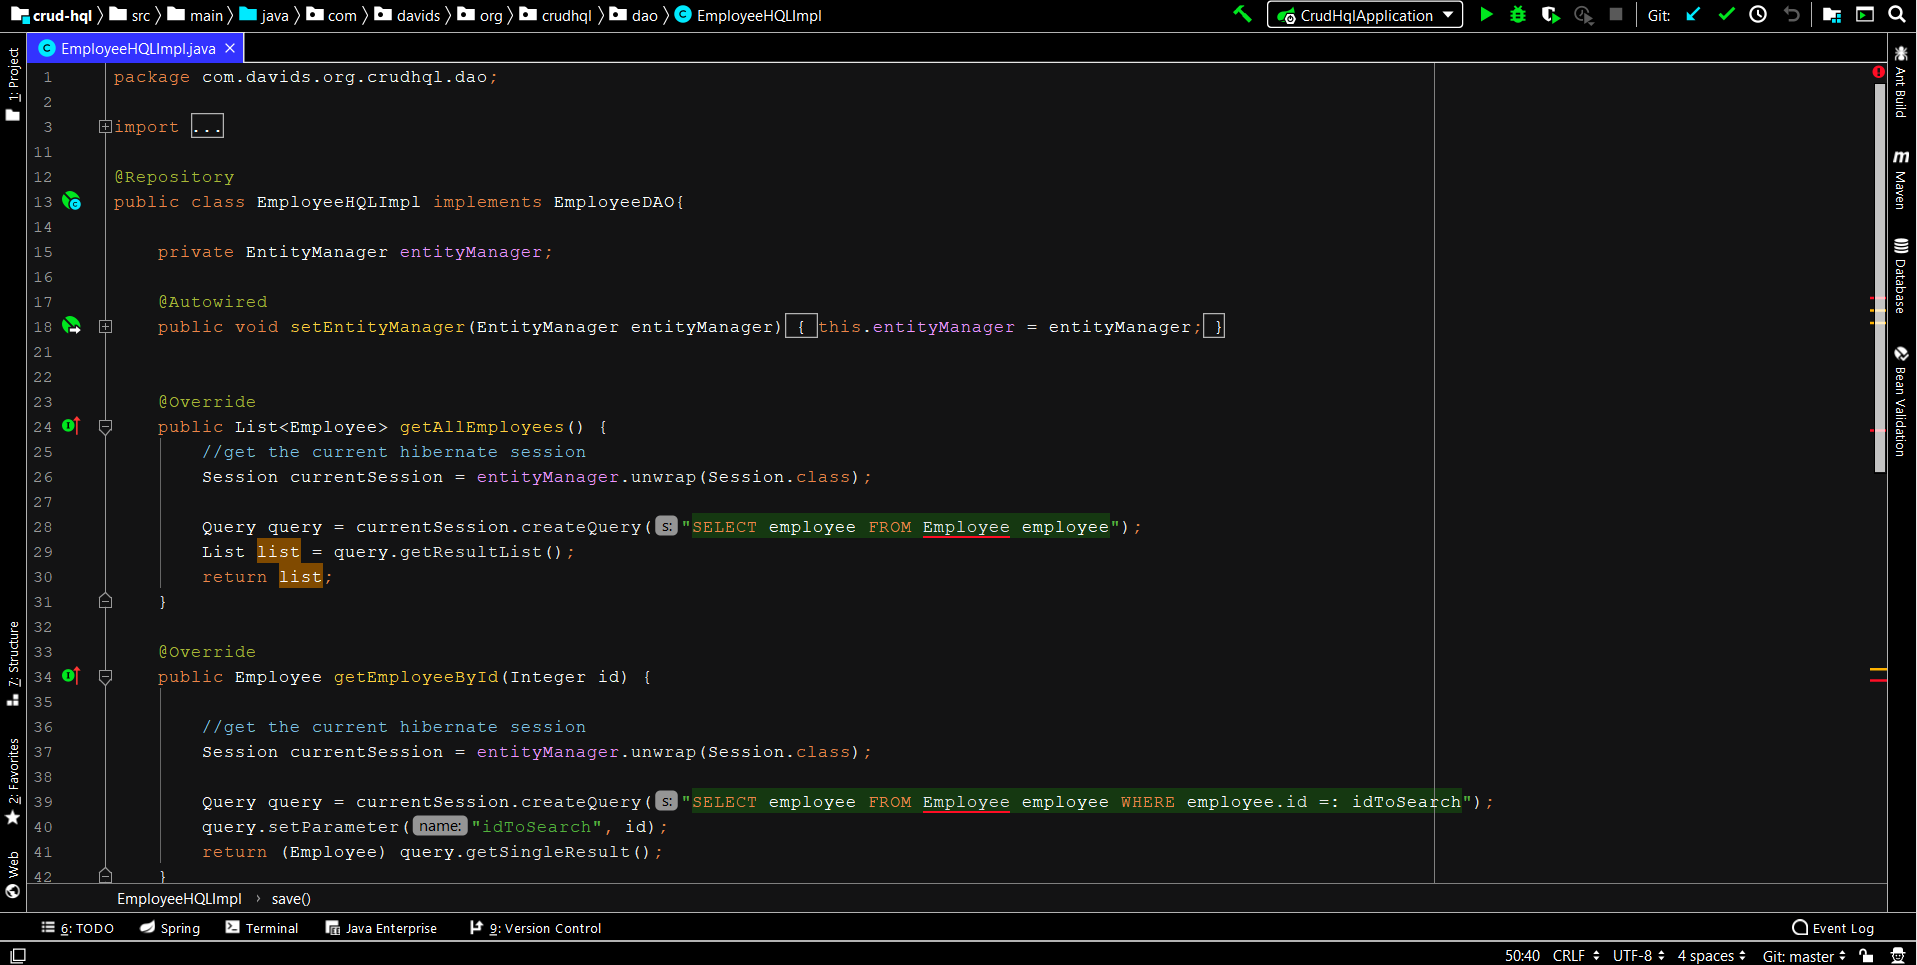 crud-hql 〉 src 〉 main 〉 java 〉 com 〉 davids 〉 org 〉 crudhql 〉 dao 〉 EmployeeHQLImpl
CrudHqlApplication
Git:
EmployeeHQLImpl.java ×
1 package com.davids.org.crudhql.dao;
2
3 import ...
11
12 @Repository
13 public class EmployeeHQLImpl implements EmployeeDAO{
14
15 private EntityManager entityManager;
16
17 @Autowired
18 public void setEntityManager(EntityManager entityManager) { this.entityManager = entityManager; }
21
22
23 @Override
24 public List<Employee> getAllEmployees() {
25 //get the current hibernate session
26 Session currentSession = entityManager.unwrap(Session.class);
27
28 Query query = currentSession.createQuery( s: "SELECT employee FROM Employee employee");
29 List list = query.getResultList();
30 return list;
31 }
32
33 @Override
34 public Employee getEmployeeById(Integer id) {
35
36 //get the current hibernate session
37 Session currentSession = entityManager.unwrap(Session.class);
38
39 Query query = currentSession.createQuery( s: "SELECT employee FROM Employee employee WHERE employee.id =: idToSearch");
40 query.setParameter( name: "idToSearch", id);
41 return (Employee) query.getSingleResult();
42 }
1: Project
7: Structure
2: Favorites
Web
Ant Build
m Maven
Database
Bean Validation
EmployeeHQLImpl › save()
6: TODO Spring Terminal Java Enterprise 9: Version Control Event Log
50:40 CRLF UTF-8 4 spaces Git: master